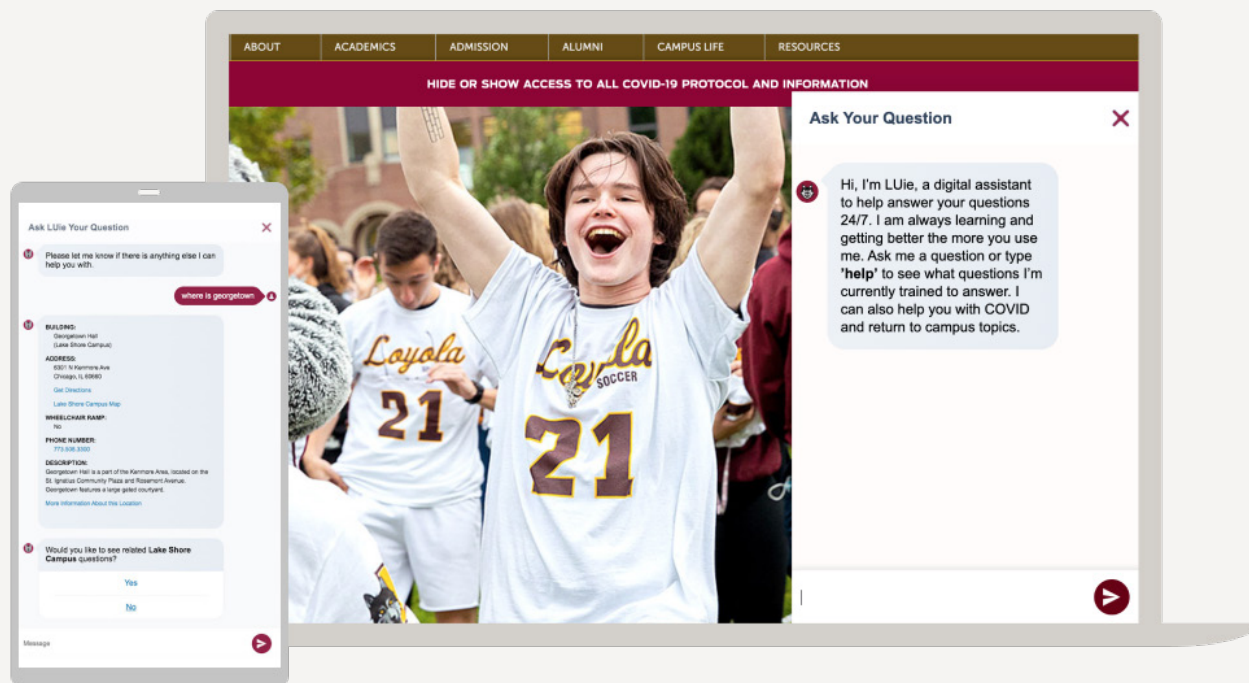 ABOUT ACADEMICS ADMISSION ALUMNI CAMPUS LIFE RESOURCES
HIDE OR SHOW ACCESS TO ALL COVID-19 PROTOCOL AND INFORMATION
Ask Your Question
Hi, I'm LUie, a digital assistant
to help answer your questions
24/7. I am always learning and
getting better the more you use
me. Ask me a question or type
'help' to see what questions I'm
currently trained to answer. I
can also help you with COVID
and return to campus topics.
Loyola
21
Loyola
SOCCER
21
Ask LUie Your Question
Please let me know if there is anything else I can
help you with.
where is georgetown
BUILDING:
Georgetown Hall
(Lake Shore Campus)
ADDRESS:
6301 N Kenmore Ave
Chicago, IL 60660
Get Directions
Lake Shore Campus Map
WHEELCHAIR RAMP:
No
PHONE NUMBER:
773.508.3300
DESCRIPTION:
Georgetown Hall is a part of the Kenmore Area, located on the
St. Ignatius Community Plaza and Rosemont Avenue.
Georgetown features a large gated courtyard.
More Information About this Location
Would you like to see related Lake Shore
Campus questions?
Yes
No
Message